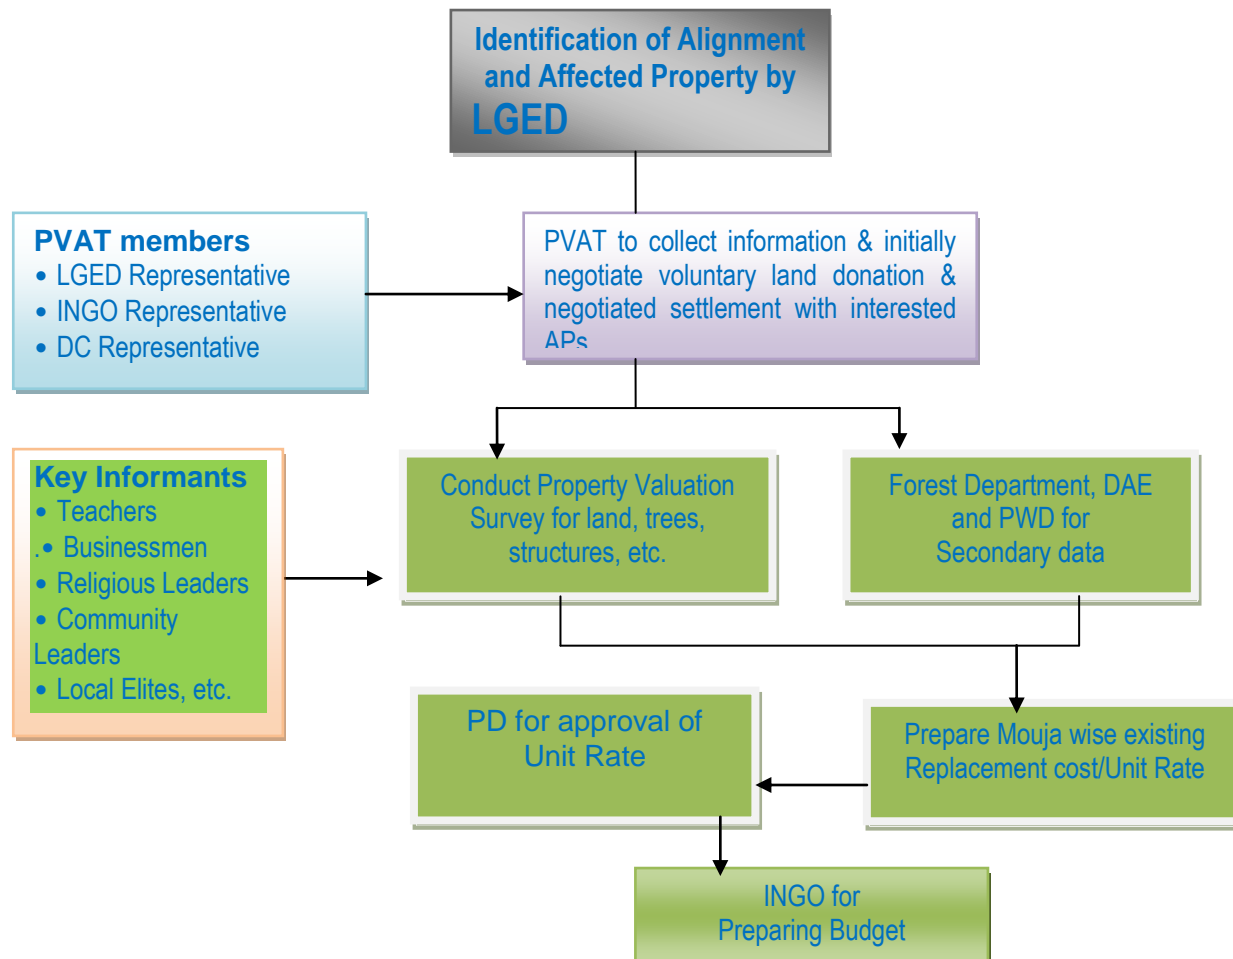 Identification of Alignment
and Affected Property by
LGED
PVAT members
• LGED Representative
• INGO Representative
• DC Representative
PVAT to collect information & initially
negotiate voluntary land donation &
negotiated settlement with interested
APs
Key Informants
• Teachers
.• Businessmen
• Religious Leaders
• Community
Leaders
• Local Elites, etc.
Conduct Property Valuation
Survey for land, trees,
structures, etc.
Forest Department, DAE
and PWD for
Secondary data
PD for approval of
Unit Rate
Prepare Mouja wise existing
Replacement cost/Unit Rate
INGO for
Preparing Budget